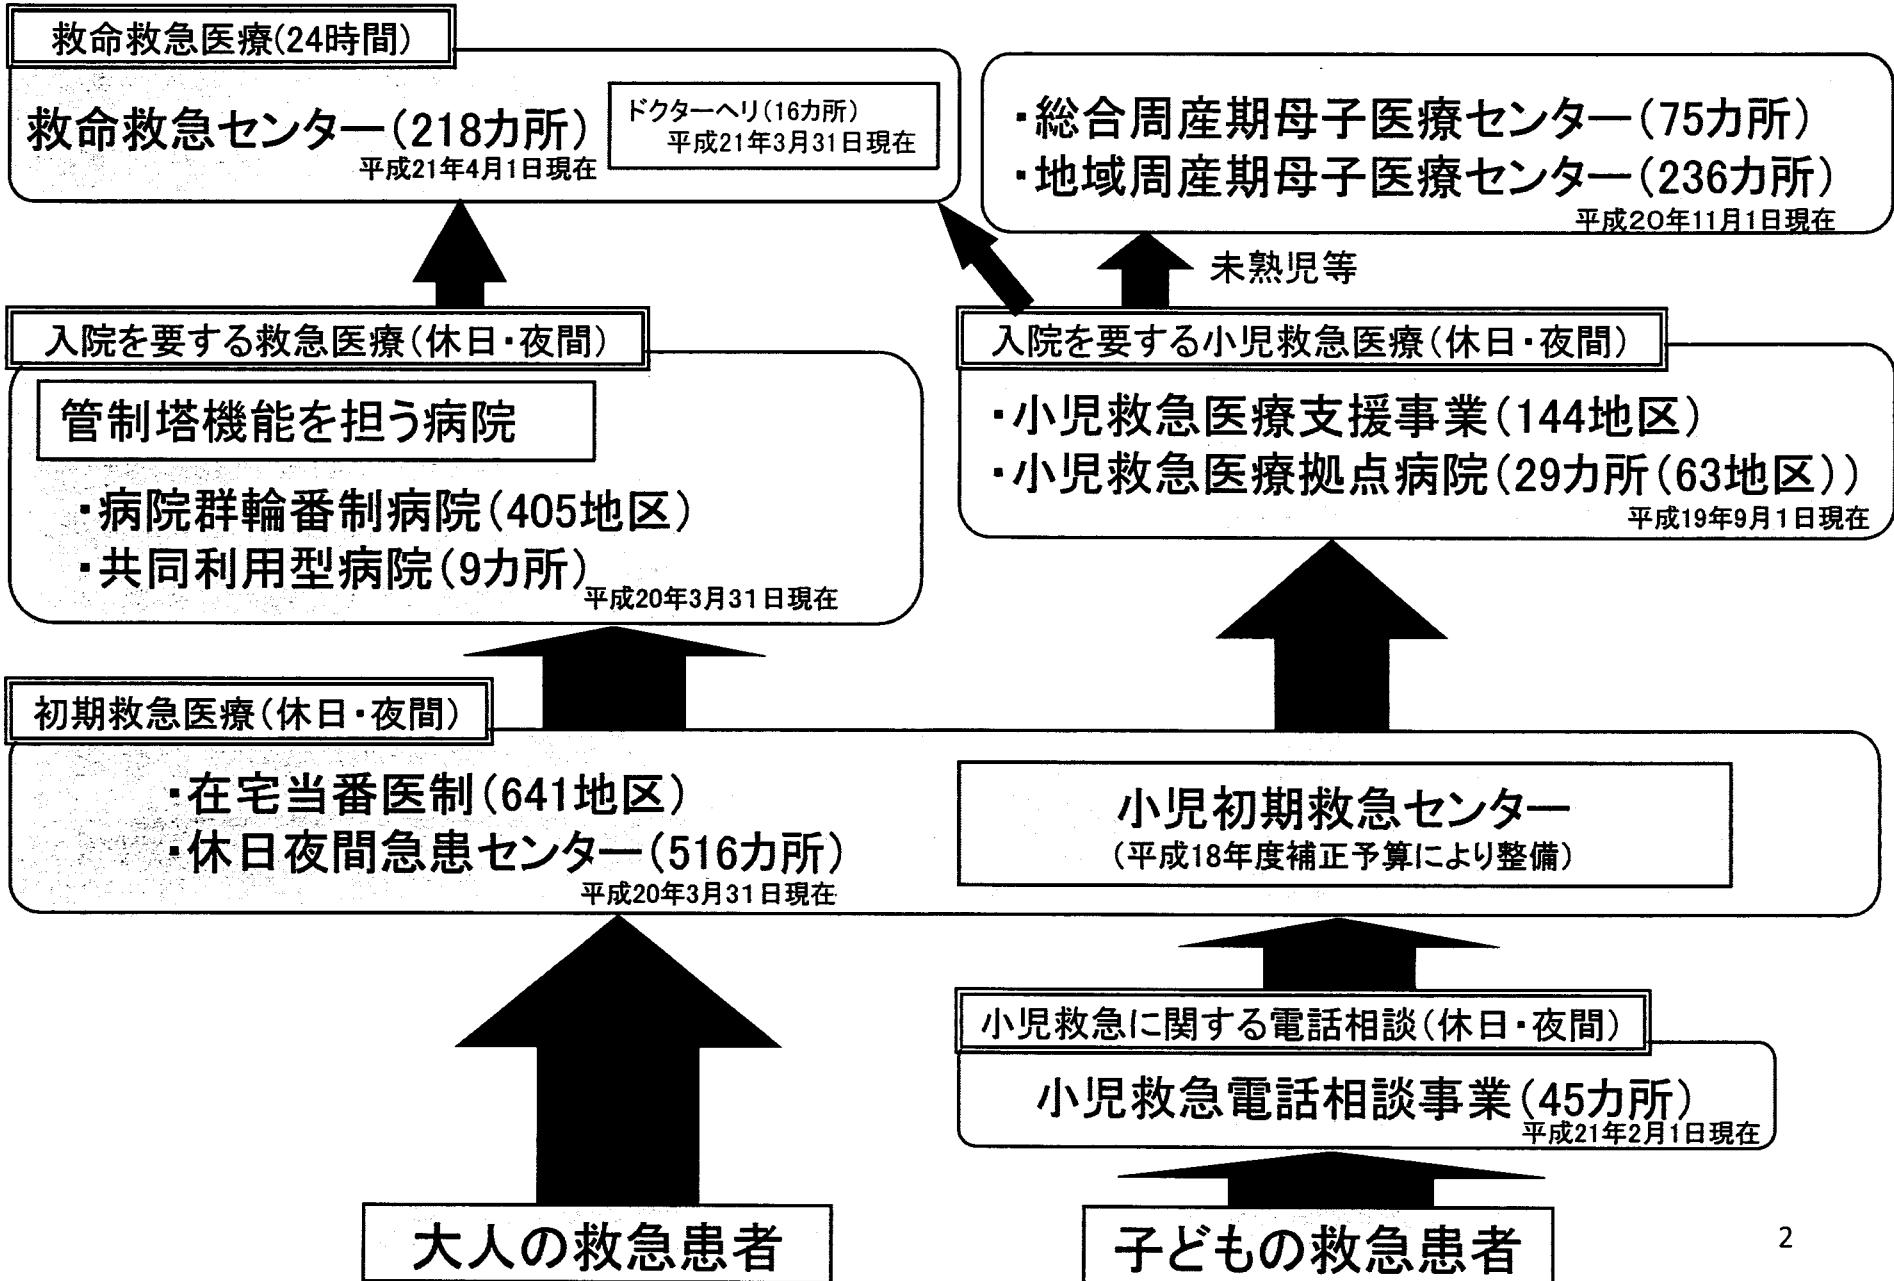 救命救急医療(24時間)
救命救急センター(218カ所)
平成21年4月1日現在
ドクターヘリ(16カ所)
平成21年3月31日現在
・総合周産期母子医療センター(75カ所)
・地域周産期母子医療センター(236カ所)
平成20年11月1日現在
未熟児等
入院を要する救急医療(休日・夜間)
管制塔機能を担う病院
・病院群輪番制病院(405地区)
・共同利用型病院(9カ所)
平成20年3月31日現在
入院を要する小児救急医療(休日・夜間)
・小児救急医療支援事業(144地区)
・小児救急医療拠点病院(29カ所(63地区))
平成19年9月1日現在
初期救急医療(休日・夜間)
・在宅当番医制(641地区)
・休日夜間急患センター(516カ所)
平成20年3月31日現在
小児初期救急センター
(平成18年度補正予算により整備)
小児救急に関する電話相談(休日・夜間)
小児救急電話相談事業(45カ所)
平成21年2月1日現在
大人の救急患者
子どもの救急患者
2